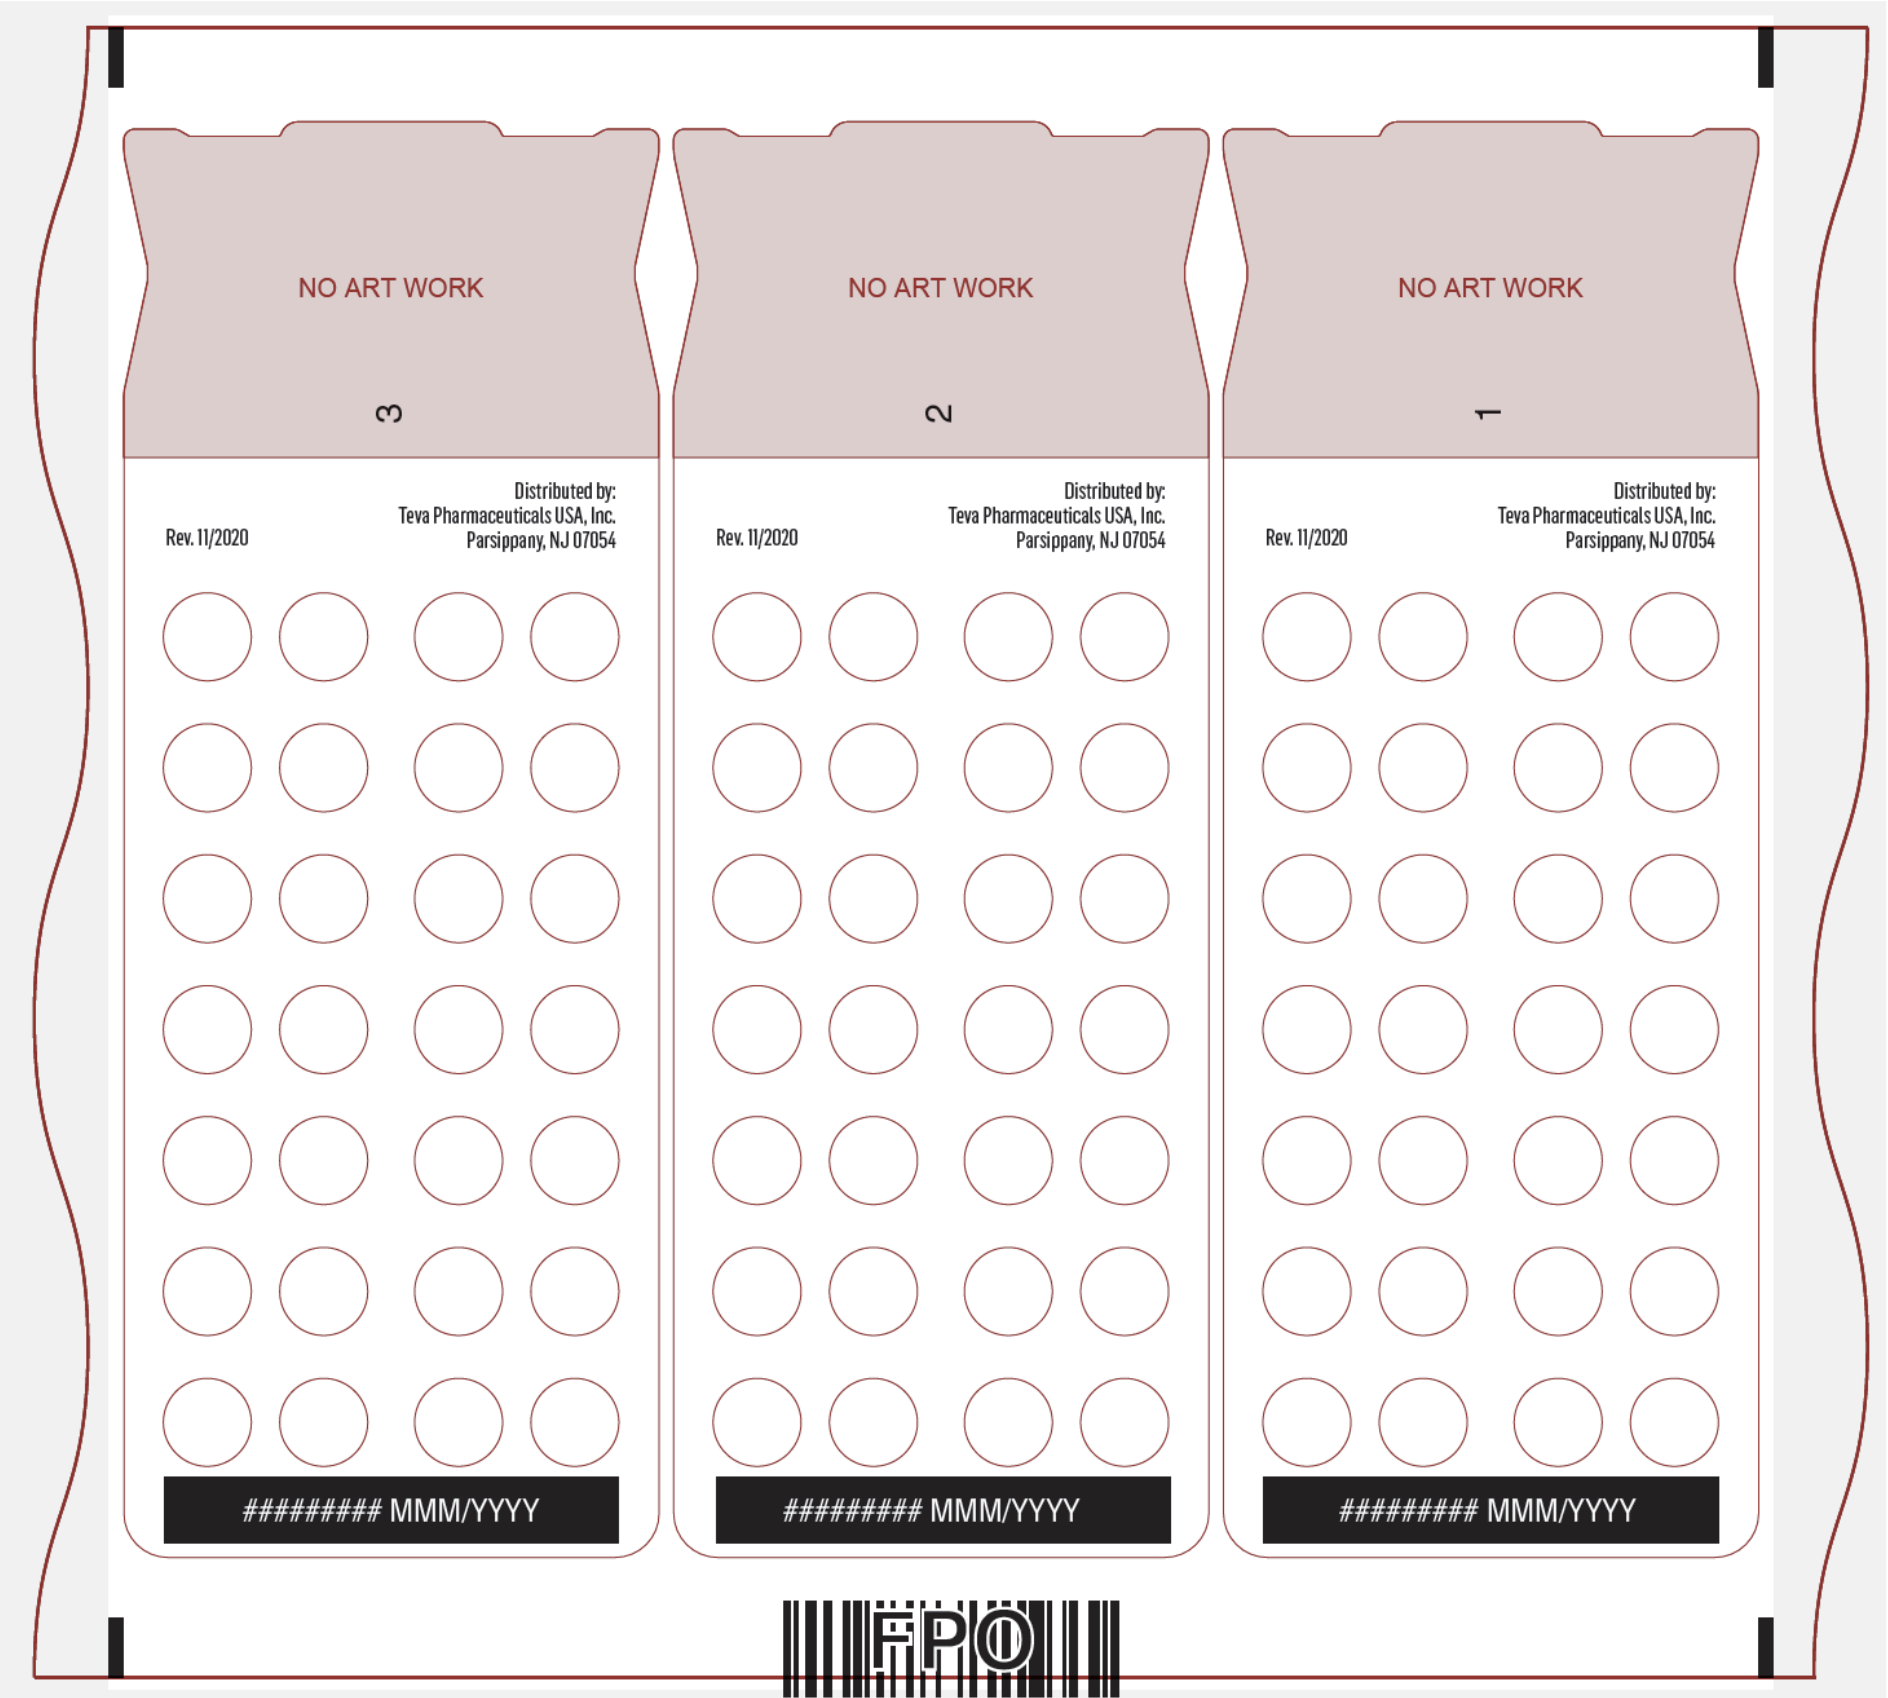 NO ART WORK
3
Rev. 11/2020
Distributed by:
Teva Pharmaceuticals USA, Inc.
Parsippany, NJ 07054
######### MMM/YYYY
NO ART WORK
2
Rev. 11/2020
Distributed by:
Teva Pharmaceuticals USA, Inc.
Parsippany, NJ 07054
######### MMM/YYYY
NO ART WORK
1
Rev. 11/2020
Distributed by:
Teva Pharmaceuticals USA, Inc.
Parsippany, NJ 07054
######### MMM/YYYY
FPO